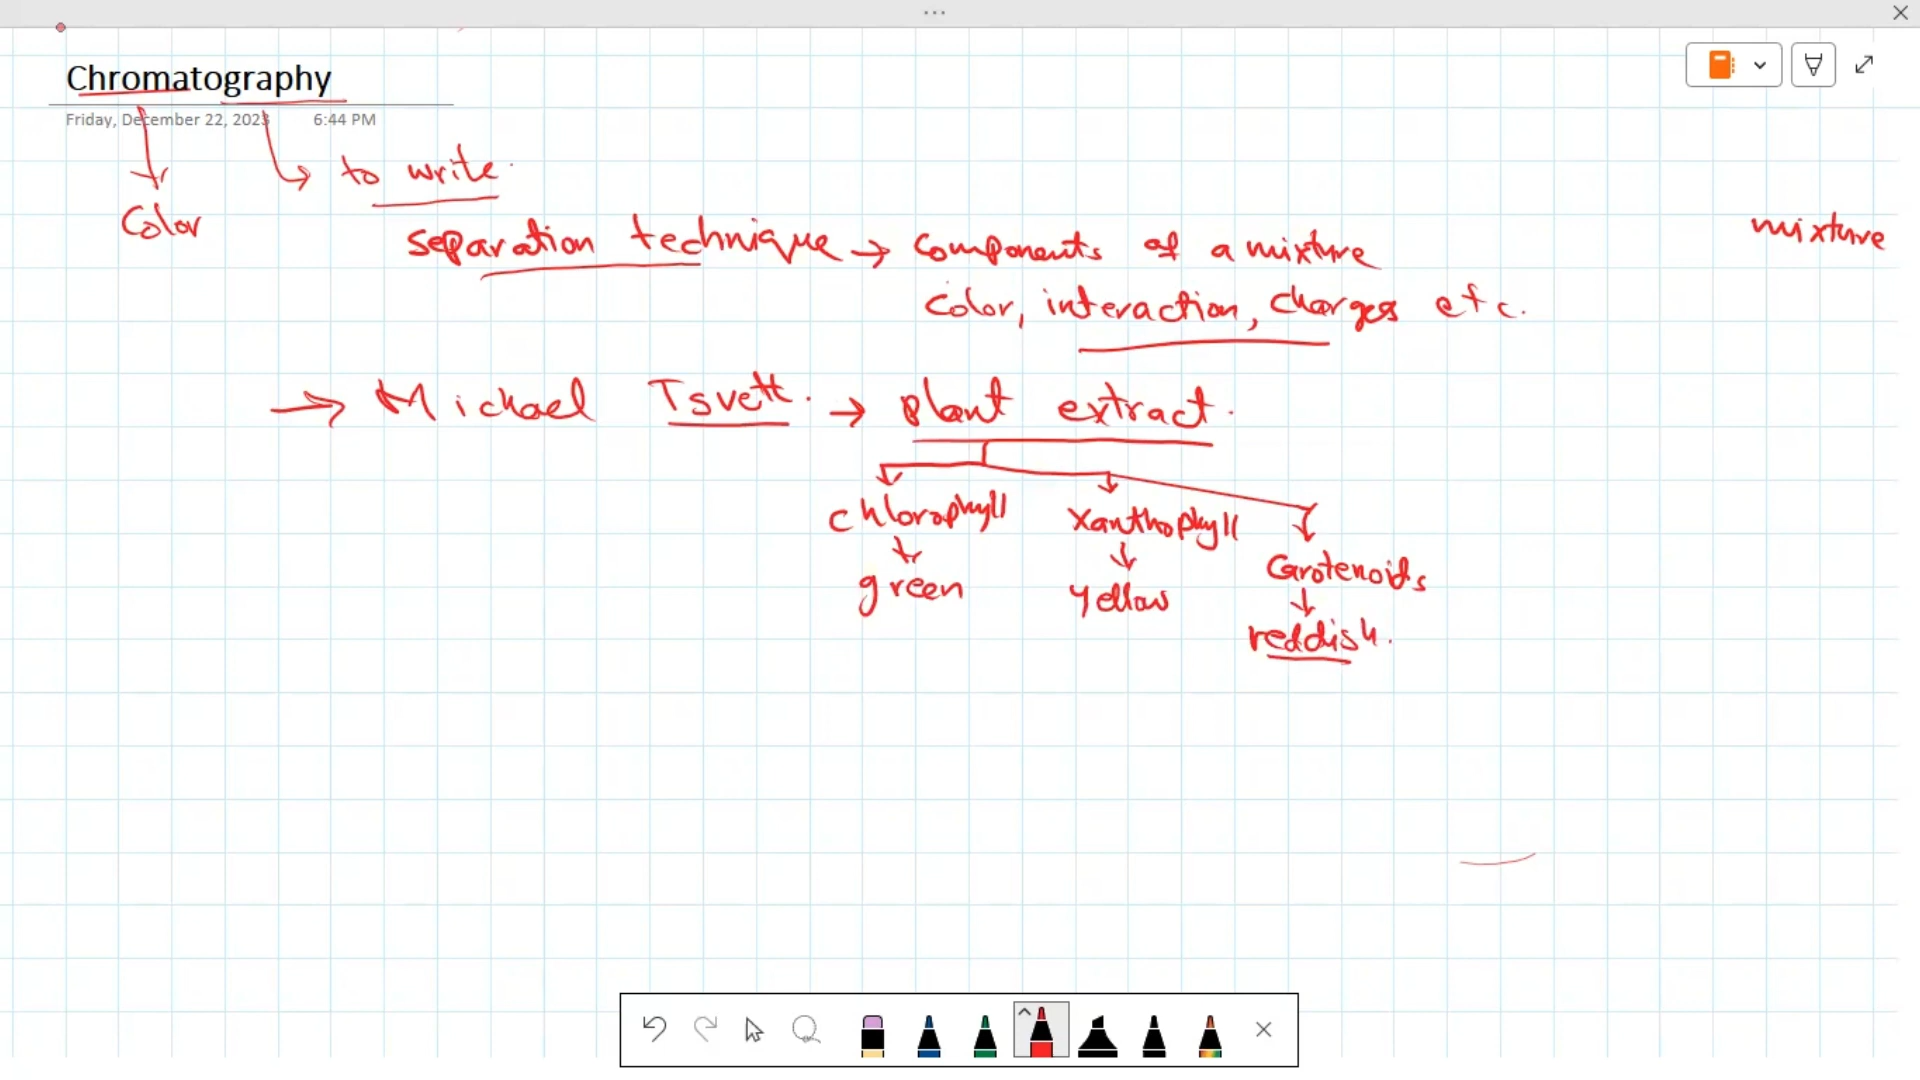 Chromatography
Friday, December 22, 2023 6:44 PM
to write.
Color
separation technique → components of a mixture
mixture
color, interaction, charges etc.
→ Michael Tsvett. → plant extract.
chlorophyll
Xanthophyll
Carotenoids
green
yellow
reddish.